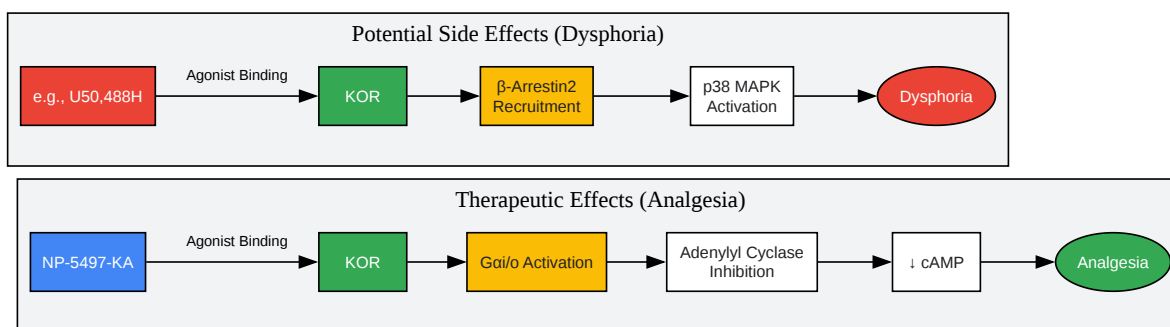 Potential Side Effects (Dysphoria)
e.g., U50,488H
Agonist Binding
KOR
β-Arrestin2
Recruitment
p38 MAPK
Activation
Dysphoria
Therapeutic Effects (Analgesia)
NP-5497-KA
Agonist Binding
KOR
Gαi/o Activation
Adenylyl Cyclase
Inhibition
↓ cAMP
Analgesia